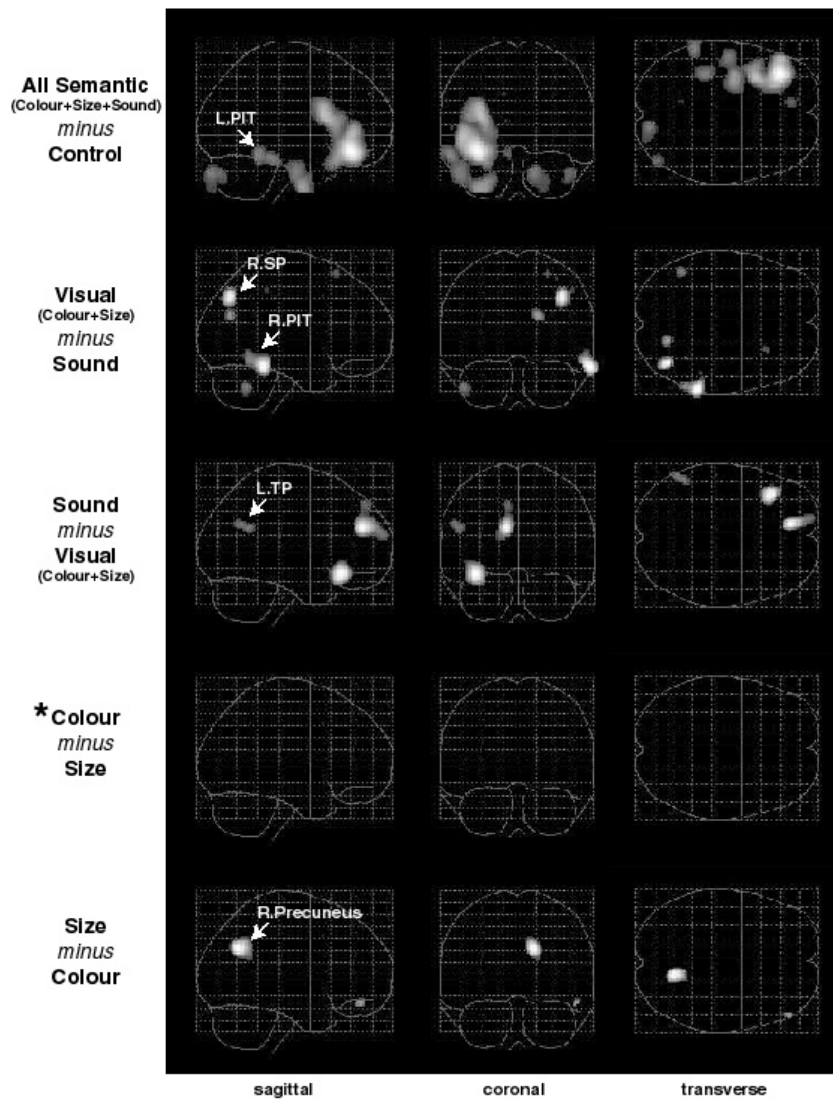 All Semantic
(Colour+Size+Sound)
minus
Control
L.PIT
Visual
(Colour+Size)
minus
Sound
R.SP
R.PIT
Sound
minus
Visual
(Colour+Size)
L.TP
*Colour
minus
Size
Size
minus
Colour
R.Precuneus
sagittal coronal transverse